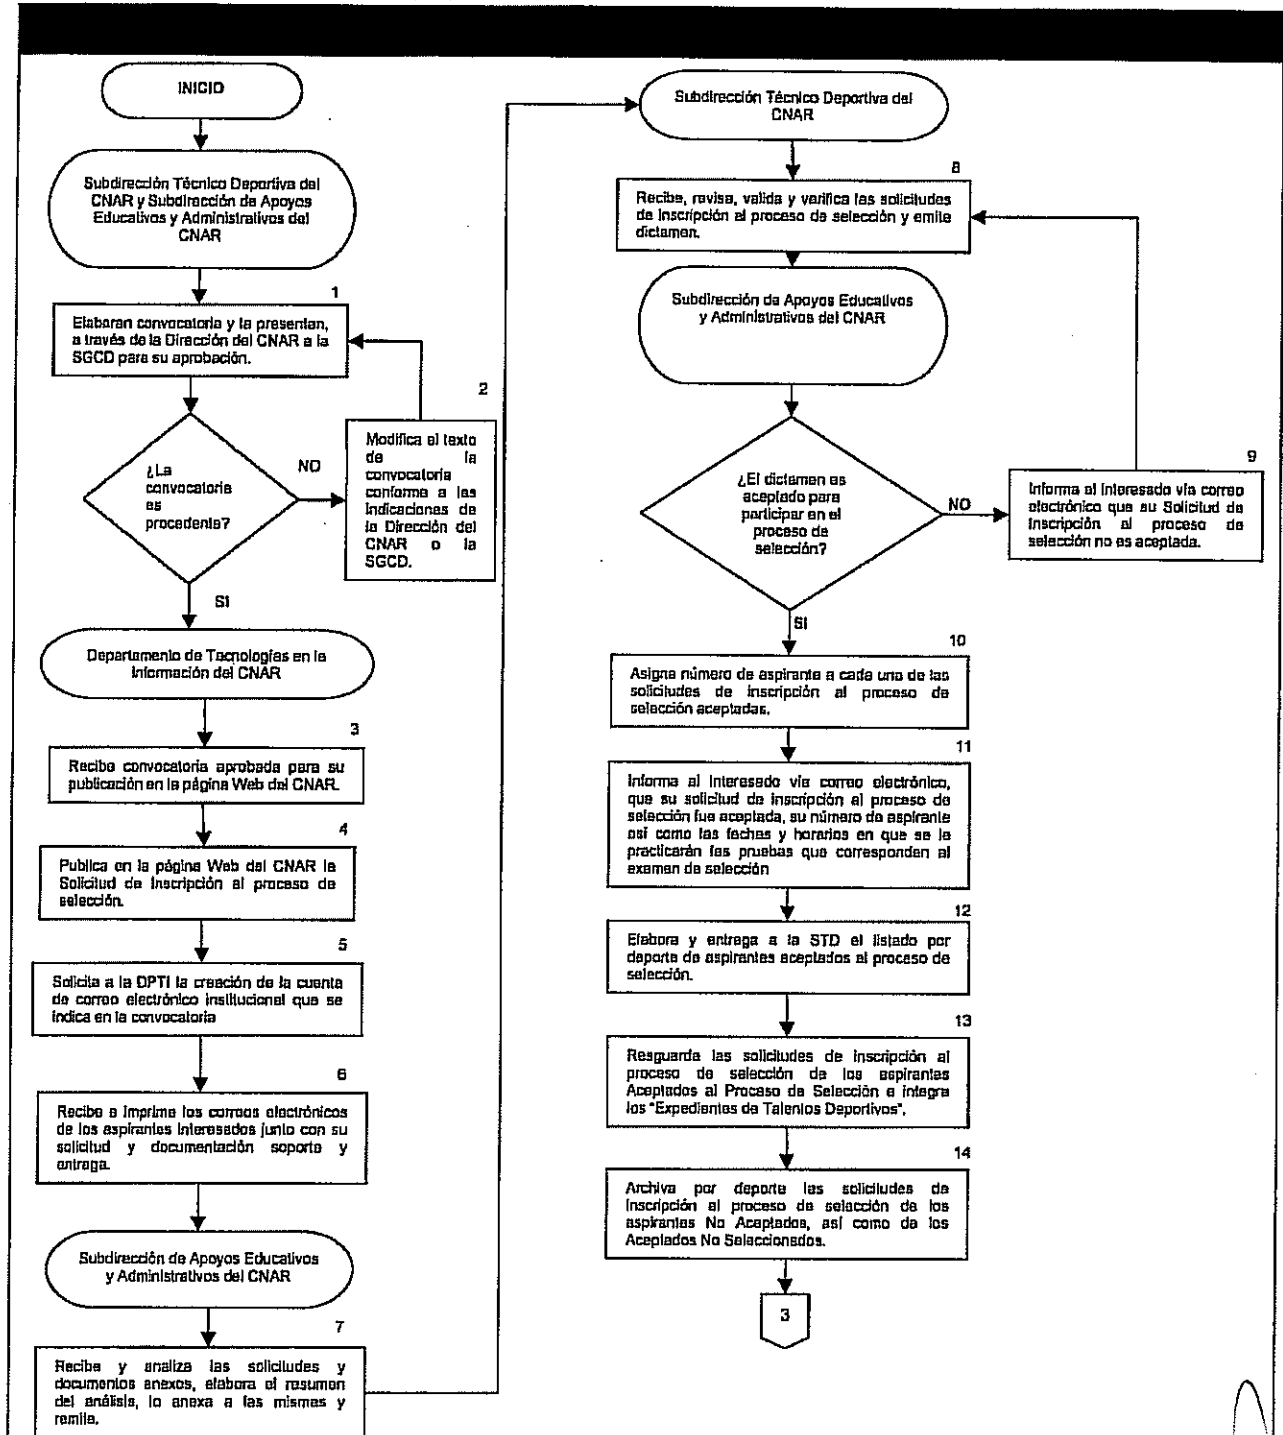 INICIO
Subdirección Técnico Deportiva del
CNAR y Subdirección de Apoyos
Educativos y Administrativos del
CNAR
1
Elaboran convocatoria y la presentan,
a través de la Dirección del CNAR a la
SGCD para su aprobación.
2
¿La
convocatoria
es
procedente?
NO
Modifica el texto
de la
convocatoria
conforme a las
Indicaciones de
la Dirección del
CNAR o la
SGCD.
SI
Departamento de Tecnologías en la
Información del CNAR
3
Recibe convocatoria aprobada para su
publicación en la página Web del CNAR.
4
Publica en la página Web del CNAR la
Solicitud de Inscripción al proceso de
selección.
5
Solicita a la DPTI la creación de la cuenta
de correo electrónico institucional que se
indica en la convocatoria
6
Recibe e Imprime los correos electrónicos
de los aspirantes Interesados junto con su
solicitud y documentación soporte y
entrega.
Subdirección de Apoyos Educativos
y Administrativos del CNAR
7
Recibe y analiza las solicitudes y
documentos anexos, elabora el resumen
del análisis, lo anexa a las mismas y
remite.
Subdirección Técnico Deportiva del
CNAR
8
Recibe, revisa, valida y verifica las solicitudes
de Inscripción al proceso de selección y emite
dictamen.
Subdirección de Apoyos Educativos
y Administrativos del CNAR
¿El dictamen es
aceptado para
participar en el
proceso de
selección?
NO
9
Informa al Interesado vía correo
electrónico que su Solicitud de
Inscripción al proceso de
selección no es aceptada.
SI
10
Asigna número de aspirante a cada una de las
solicitudes de inscripción al proceso de
selección aceptadas.
11
Informa al Interesado vía correo electrónico,
que su solicitud de inscripción al proceso de
selección fue aceptada, su número de aspirante
así como las fechas y horarios en que se le
practicarán las pruebas que corresponden al
examen de selección
12
Elabora y entrega a la STD el listado por
deporte de aspirantes aceptados al proceso de
selección.
13
Resguarda las solicitudes de inscripción al
proceso de selección de los aspirantes
Aceptados al Proceso de Selección e integra
los "Expedientes de Talentos Deportivos".
14
Archiva por deporte las solicitudes de
Inscripción al proceso de selección de los
aspirantes No Aceptados, así como de los
Aceptados No Seleccionados.
3